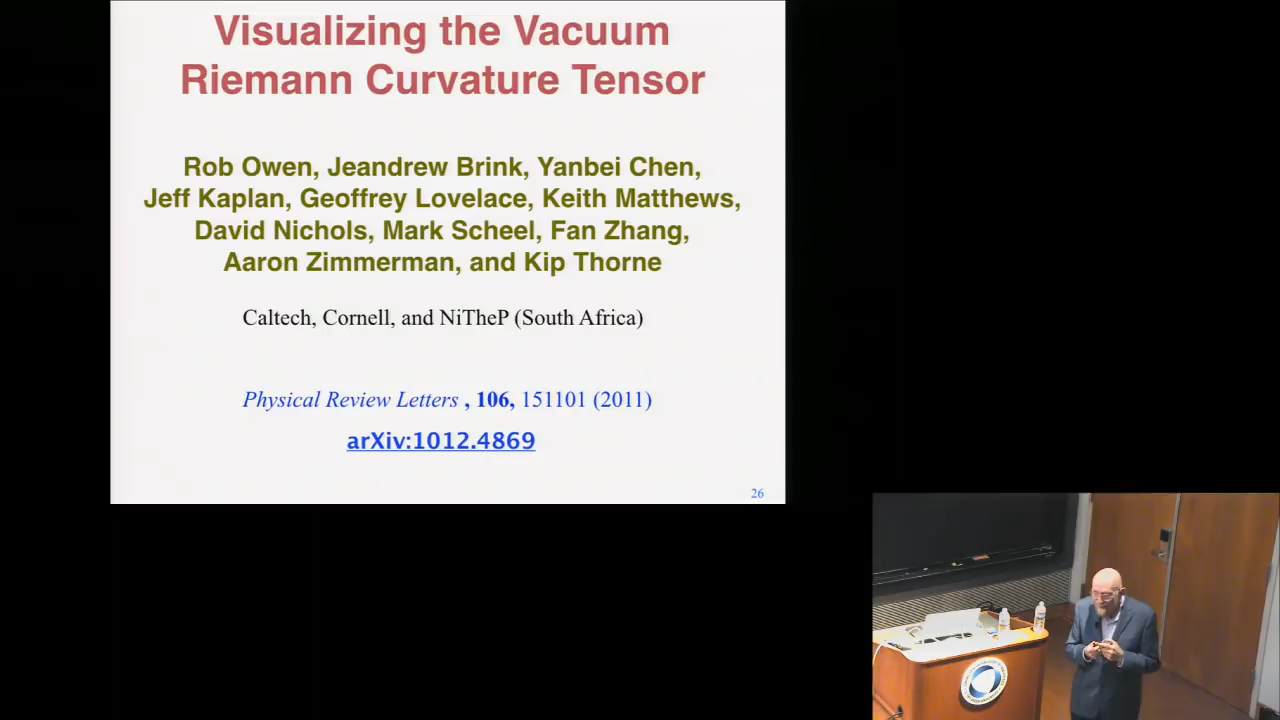 Visualizing the Vacuum
Riemann Curvature Tensor
Rob Owen, Jeandrew Brink, Yanbei Chen,
Jeff Kaplan, Geoffrey Lovelace, Keith Matthews,
David Nichols, Mark Scheel, Fan Zhang,
Aaron Zimmerman, and Kip Thorne
Caltech, Cornell, and NiTheP (South Africa)
Physical Review Letters , 106, 151101 (2011)
arXiv:1012.4869
26